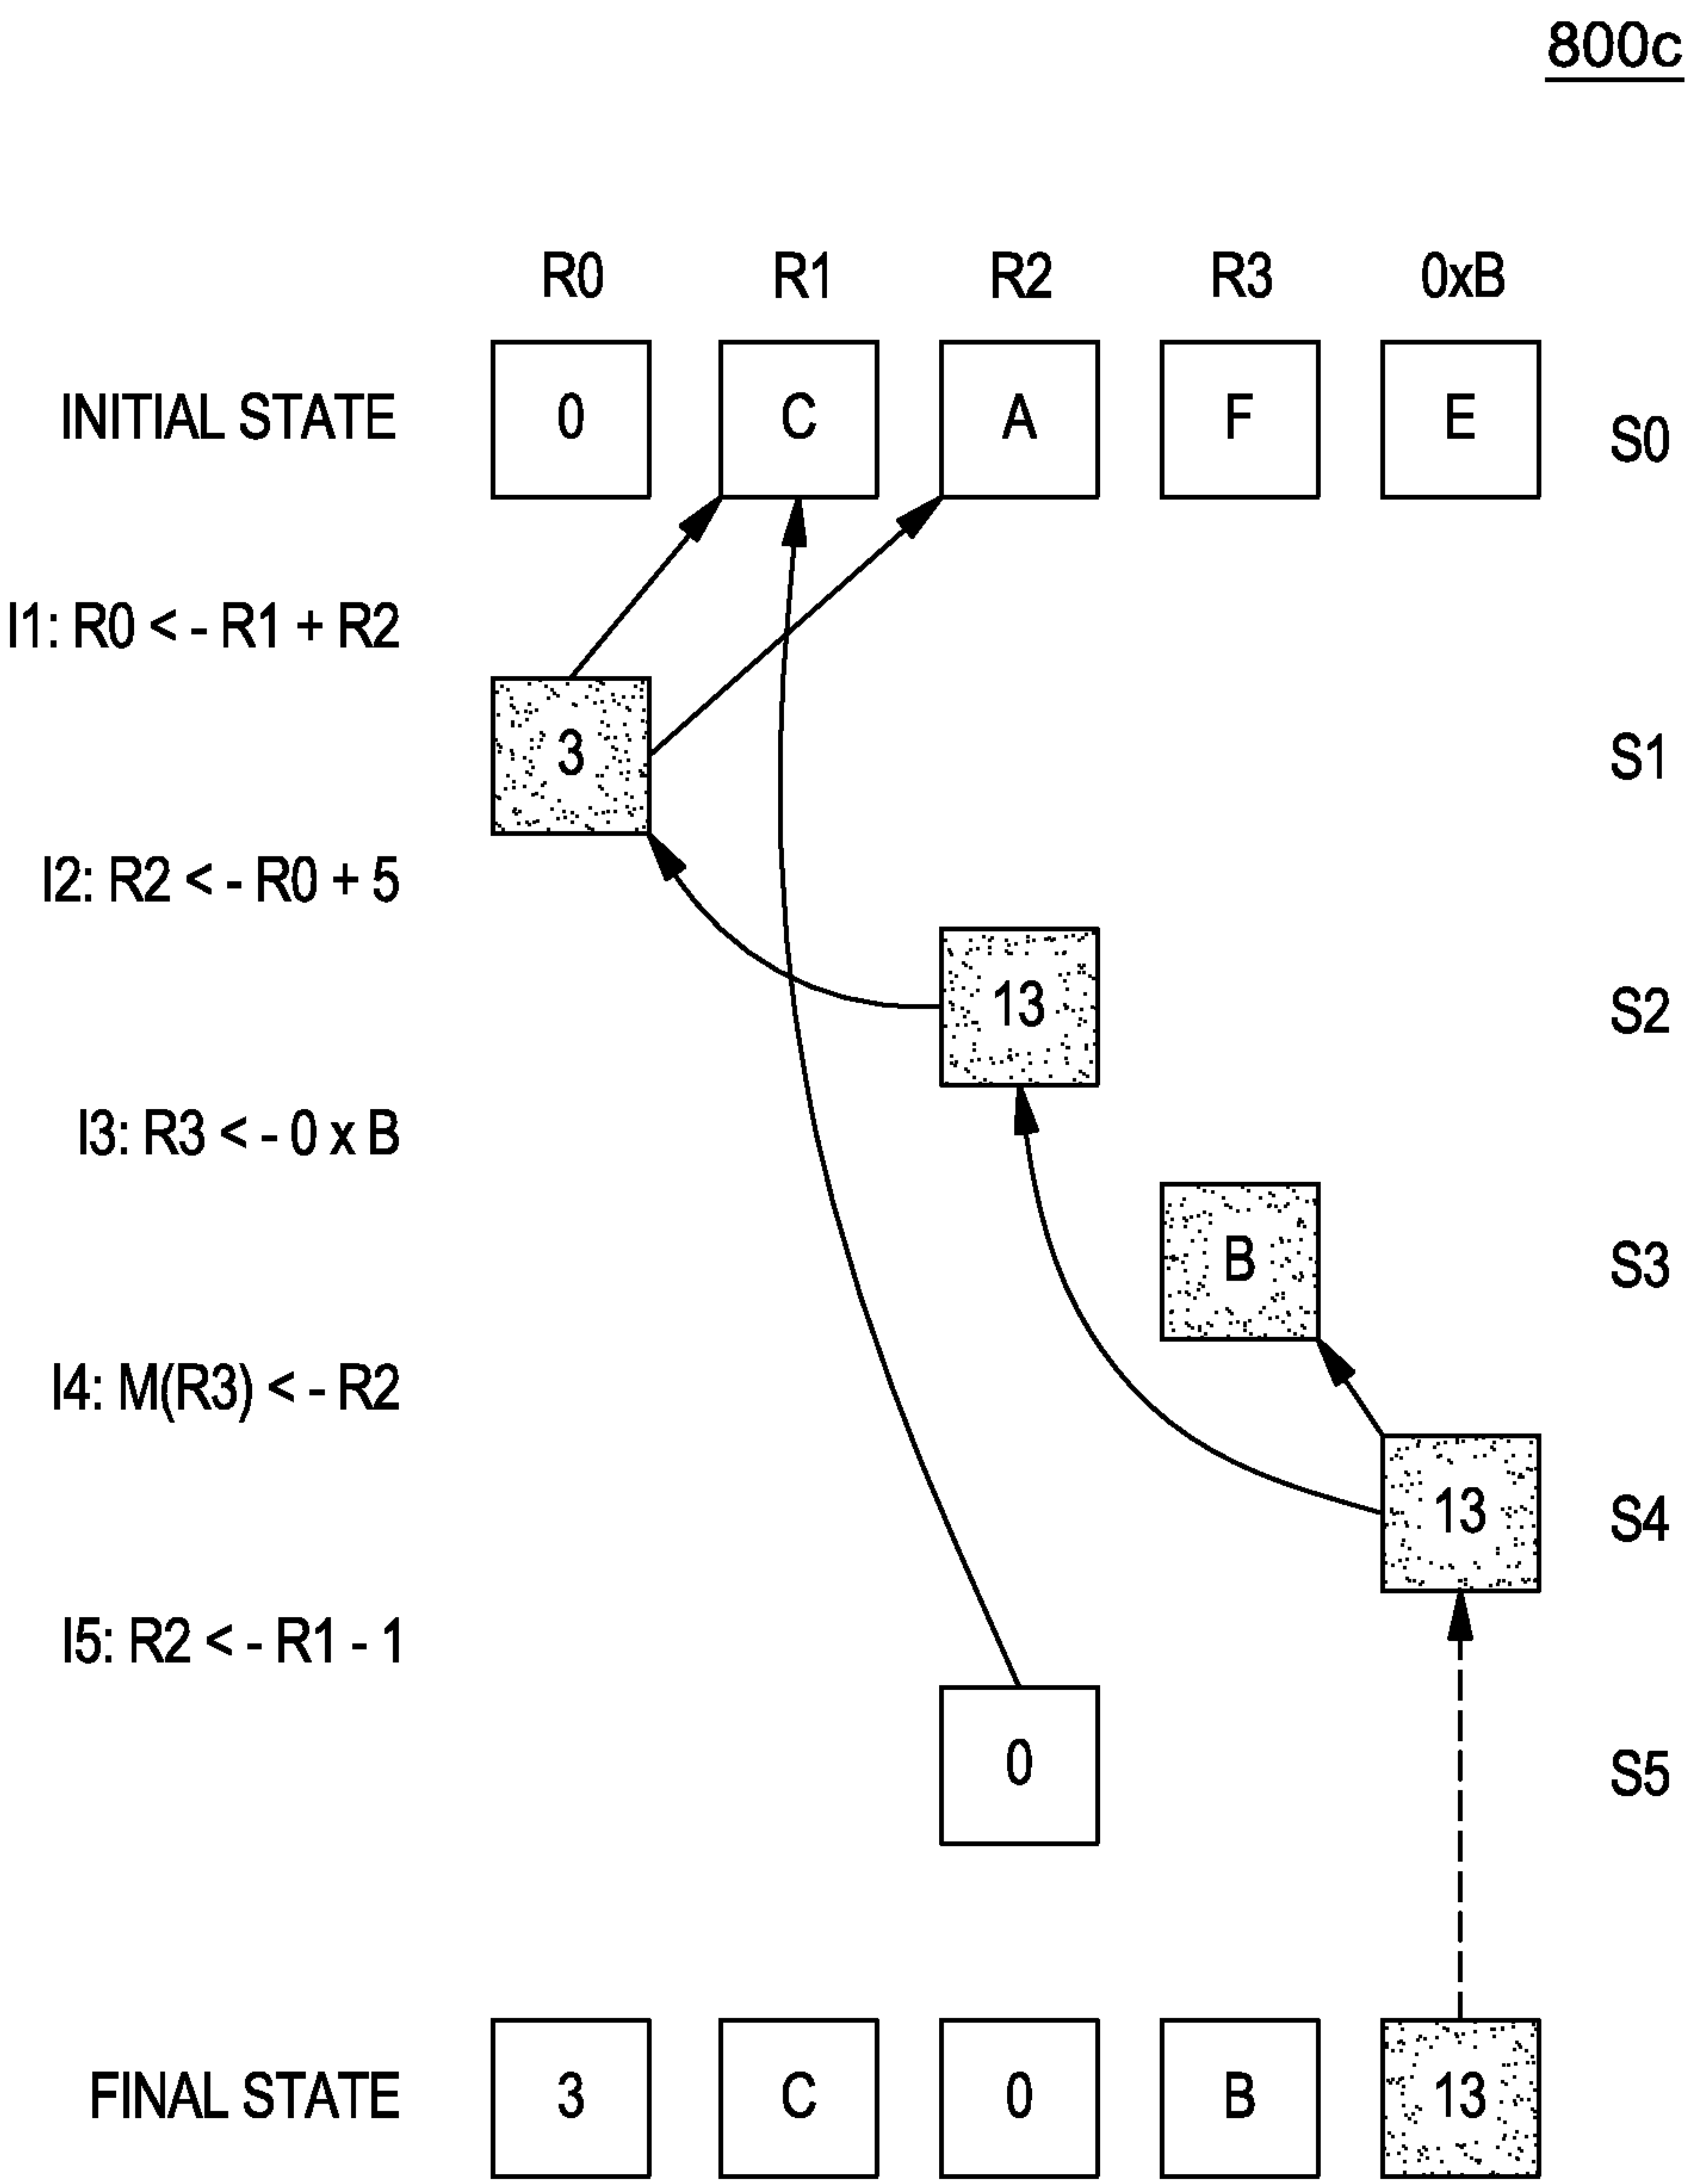 800c
R0 R1 R2 R3 0xB
INITIAL STATE 0 C A F E S0
I1: R0 < - R1 + R2
3 S1
I2: R2 < - R0 + 5
13 S2
I3: R3 < - 0 x B
B S3
I4: M(R3) < - R2
13 S4
I5: R2 < - R1 - 1
0 S5
FINAL STATE 3 C 0 B 13